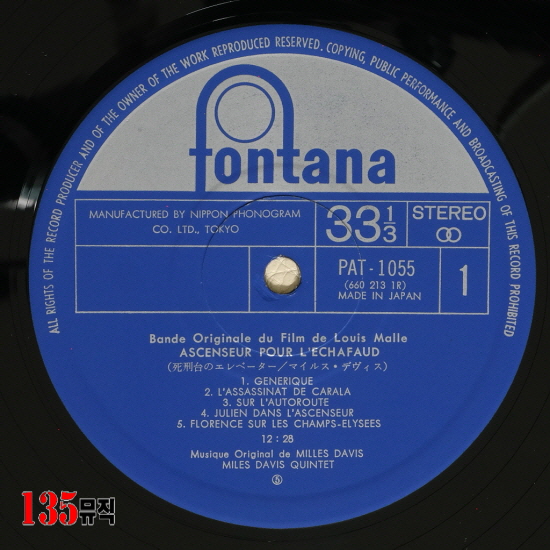 ALL RIGHTS OF THE RECORD PRODUCER AND OF THE OWNER OF THE WORK REPRODUCED RESERVED. COPYING, PUBLIC PERFORMANCE AND BROADCASTING OF THIS RECORD PROHIBITED
fontana
MANUFACTURED BY NIPPON PHONOGRAM
CO. LTD., TOKYO
33 1/3
STEREO
PAT-1055
(660 213 1R)
MADE IN JAPAN
1
Bande Originale du Film de Louis Malle
ASCENSEUR POUR L'ECHAFAUD
(死刑台のエレベーター/マイルス・デヴィス)
1. GENERIQUE
2. L'ASSASSINAT DE CARALA
3. SUR L'AUTOROUTE
4. JULIEN DANS L'ASCENSEUR
5. FLORENCE SUR LES CHAMPS-ELYSEES
12:28
Musique Original de MILLES DAVIS
MILES DAVIS QUINTET
⑤
135뮤직